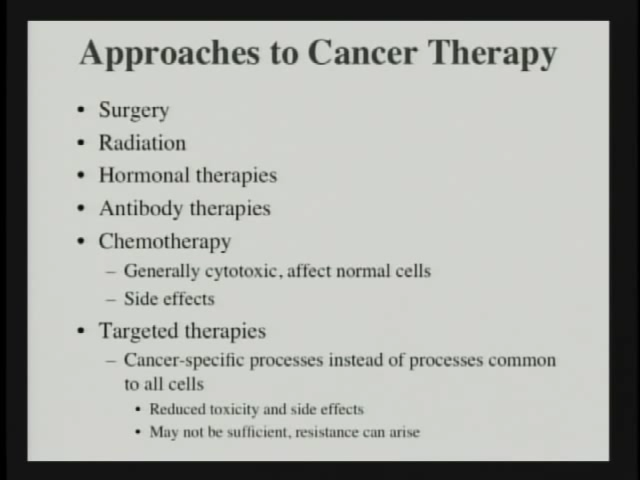 Approaches to Cancer Therapy
• Surgery
• Radiation
• Hormonal therapies
• Antibody therapies
• Chemotherapy
– Generally cytotoxic, affect normal cells
– Side effects
• Targeted therapies
– Cancer-specific processes instead of processes common
to all cells
• Reduced toxicity and side effects
• May not be sufficient, resistance can arise